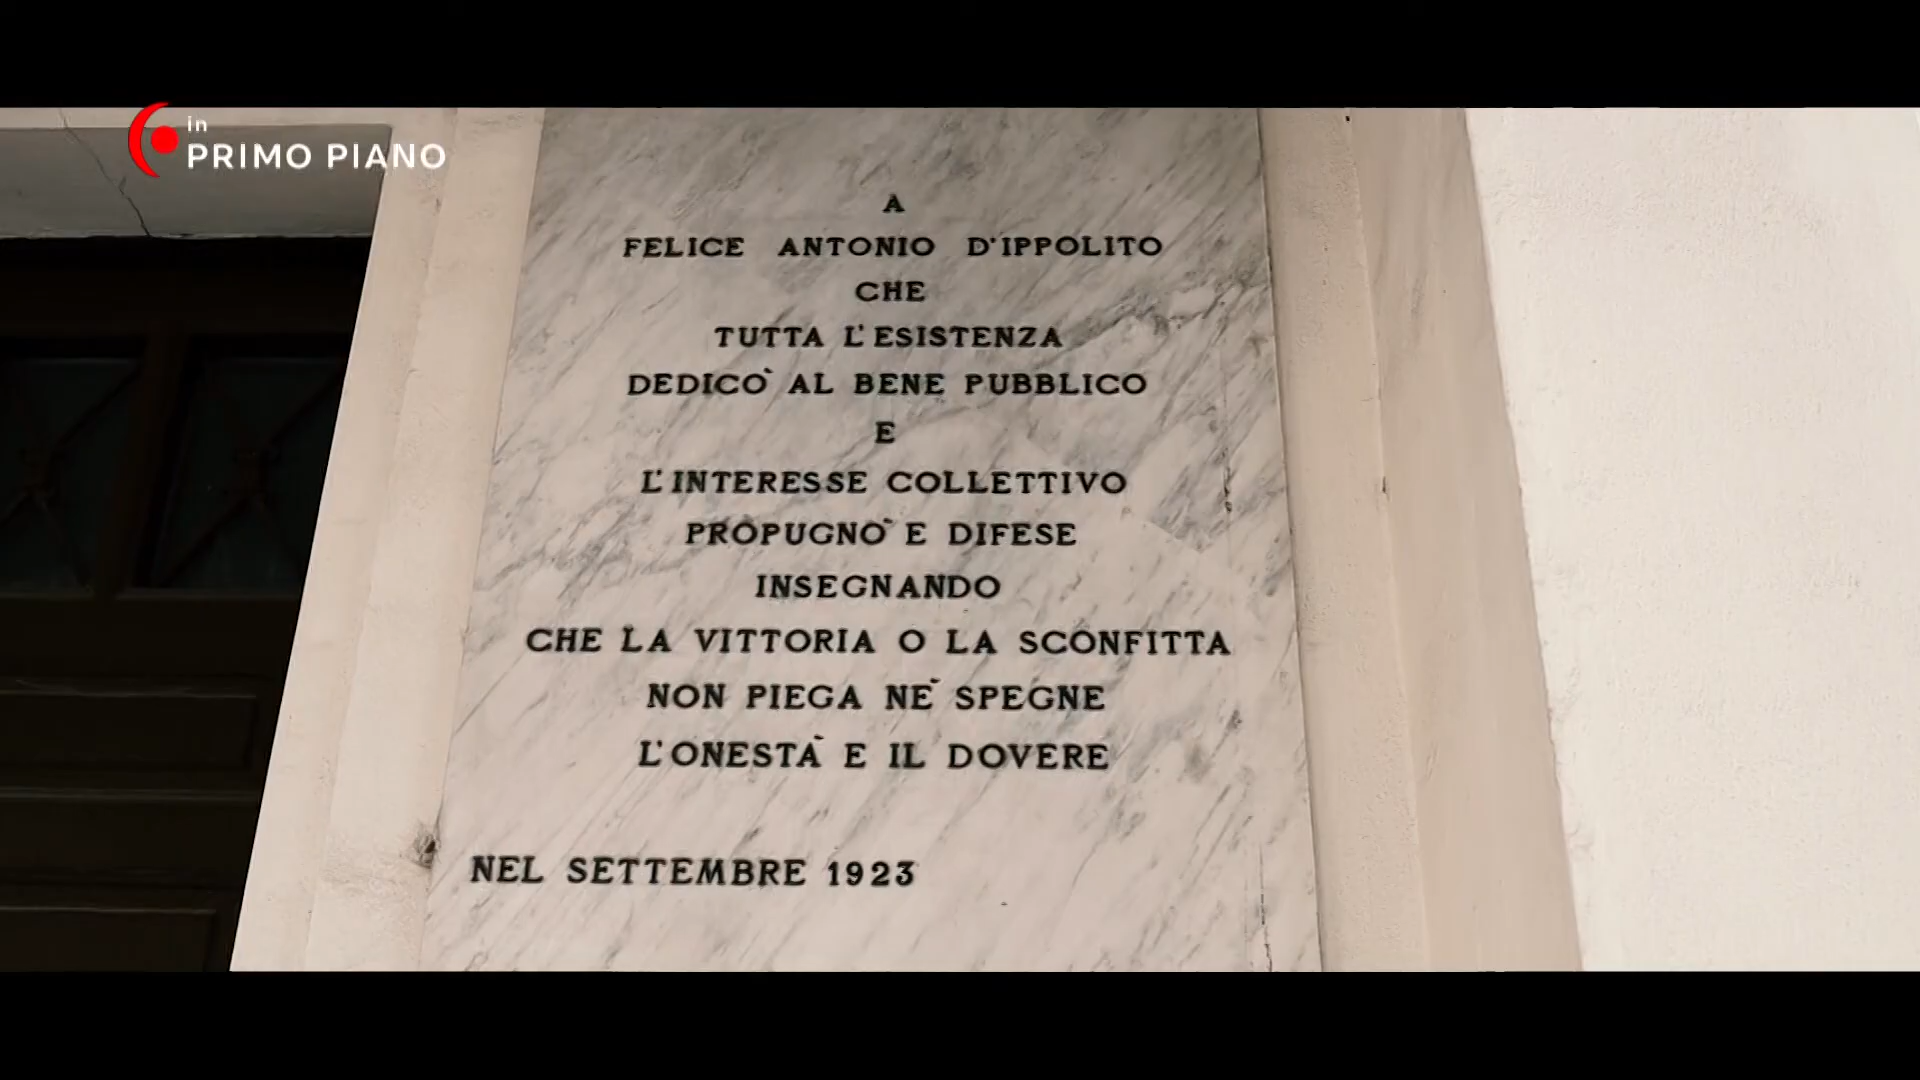 in
PRIMO PIANO
A
FELICE ANTONIO D'IPPOLITO
CHE
TUTTA L'ESISTENZA
DEDICÒ AL BENE PUBBLICO
E
L'INTERESSE COLLETTIVO
PROPUGNÒ E DIFESE
INSEGNANDO
CHE LA VITTORIA O LA SCONFITTA
NON PIEGA NÈ SPEGNE
L'ONESTÀ E IL DOVERE
NEL SETTEMBRE 1923